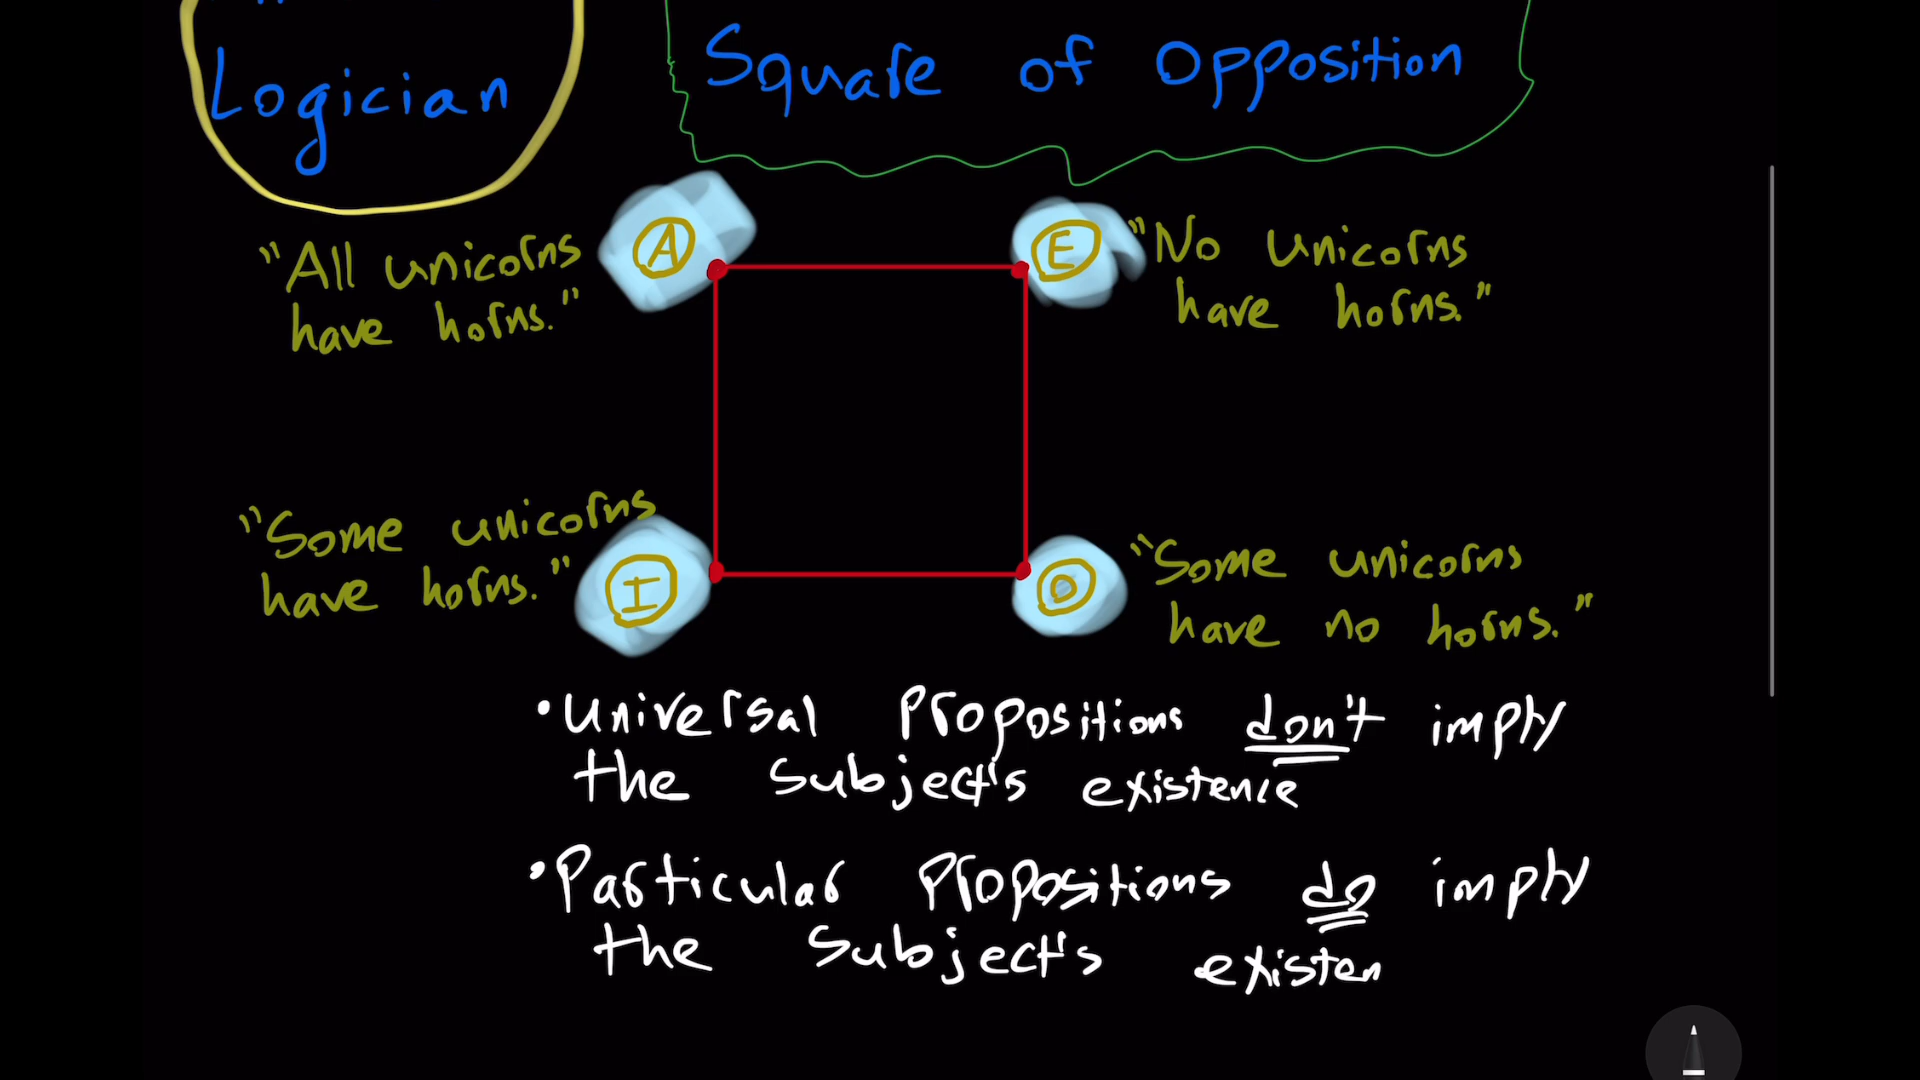 Logician
Square of Opposition
A
"All unicorns
have horns."
E
"No unicorns
have horns."
"Some unicorns
have horns."
I
O
"Some unicorns
have no horns."
• Universal Propositions don't imply
the subject's existence
• Particular Propositions do imply
the subject's existen